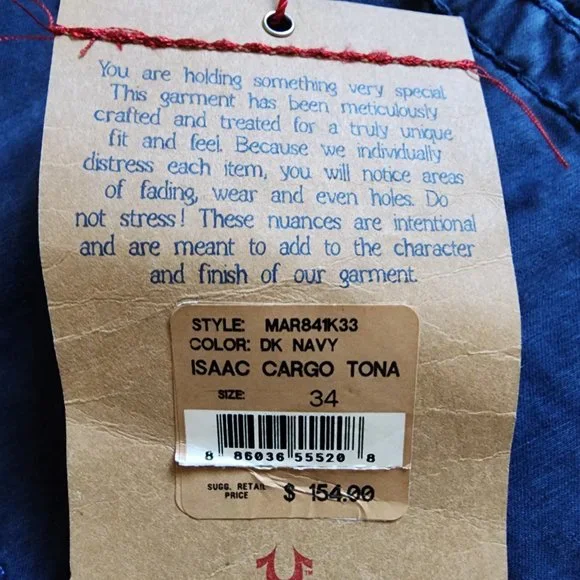 You are holding something very special.
This garment has been meticulously
crafted and treated for a truly unique
fit and feel. Because we individually
distress each item, you will notice areas
of fading, wear and even holes. Do
not stress! These nuances are intentional
and are meant to add to the character
and finish of our garment.
STYLE: MAR841K33
COLOR: DK NAVY
ISAAC CARGO TONA
SIZE: 34
8 86036 55520 8
SUGG. RETAIL
PRICE $ 154.00
TM